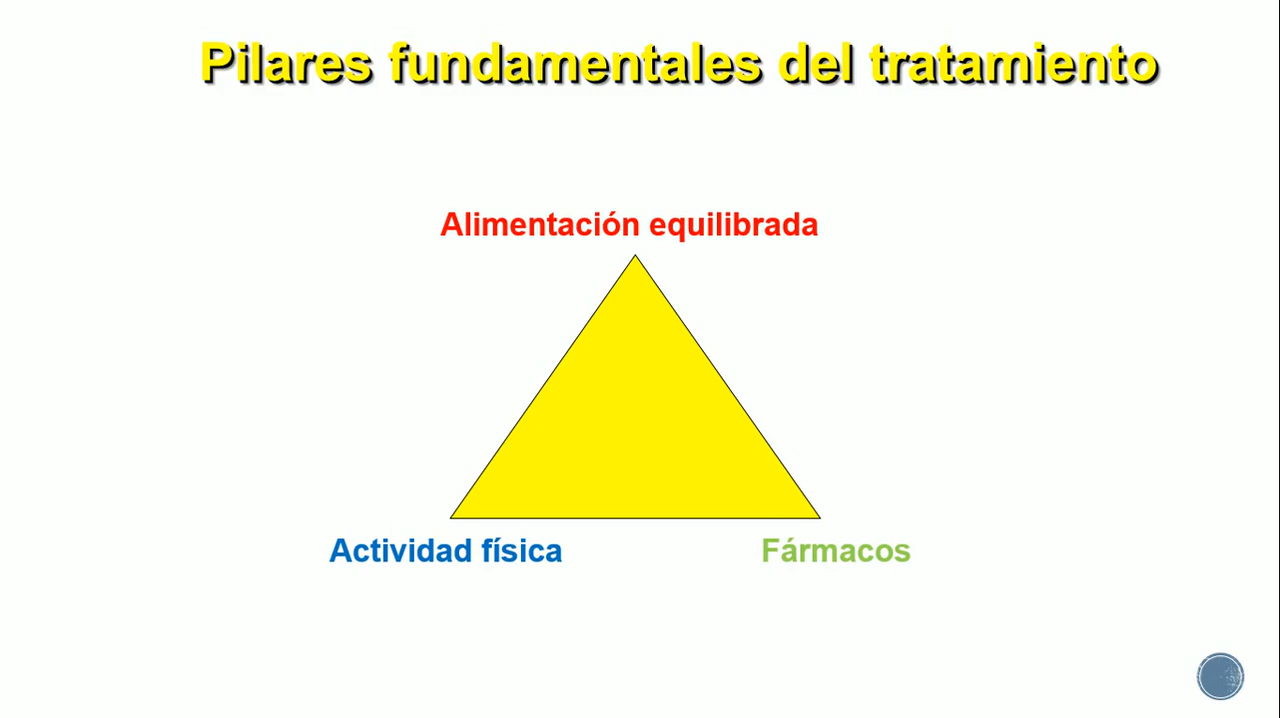 Pilares fundamentales del tratamiento
Alimentación equilibrada
Actividad física
Fármacos